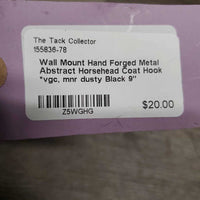 The Tack Collector
155836-78
Wall Mount Hand Forged Metal
Abstract Horsehead Coat Hook
*vgc, mnr dusty Black 9"
$20.00
Z5WGHG